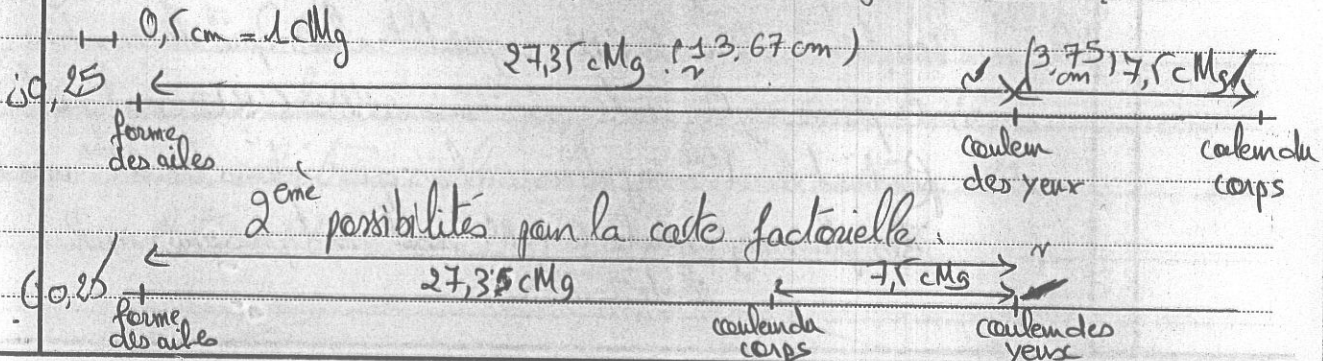 0,5 cm = 1 cMg
27,35 cMg (≃ 13,67 cm) (3,75 cm) 7,5 cMg
0,25
forme des ailes couleur des yeux couleur du corps
2ème possibilités pour la carte factorielle.
27,35 cMg 7,5 cMg
0,25
forme des ailes couleur du corps couleur des yeux